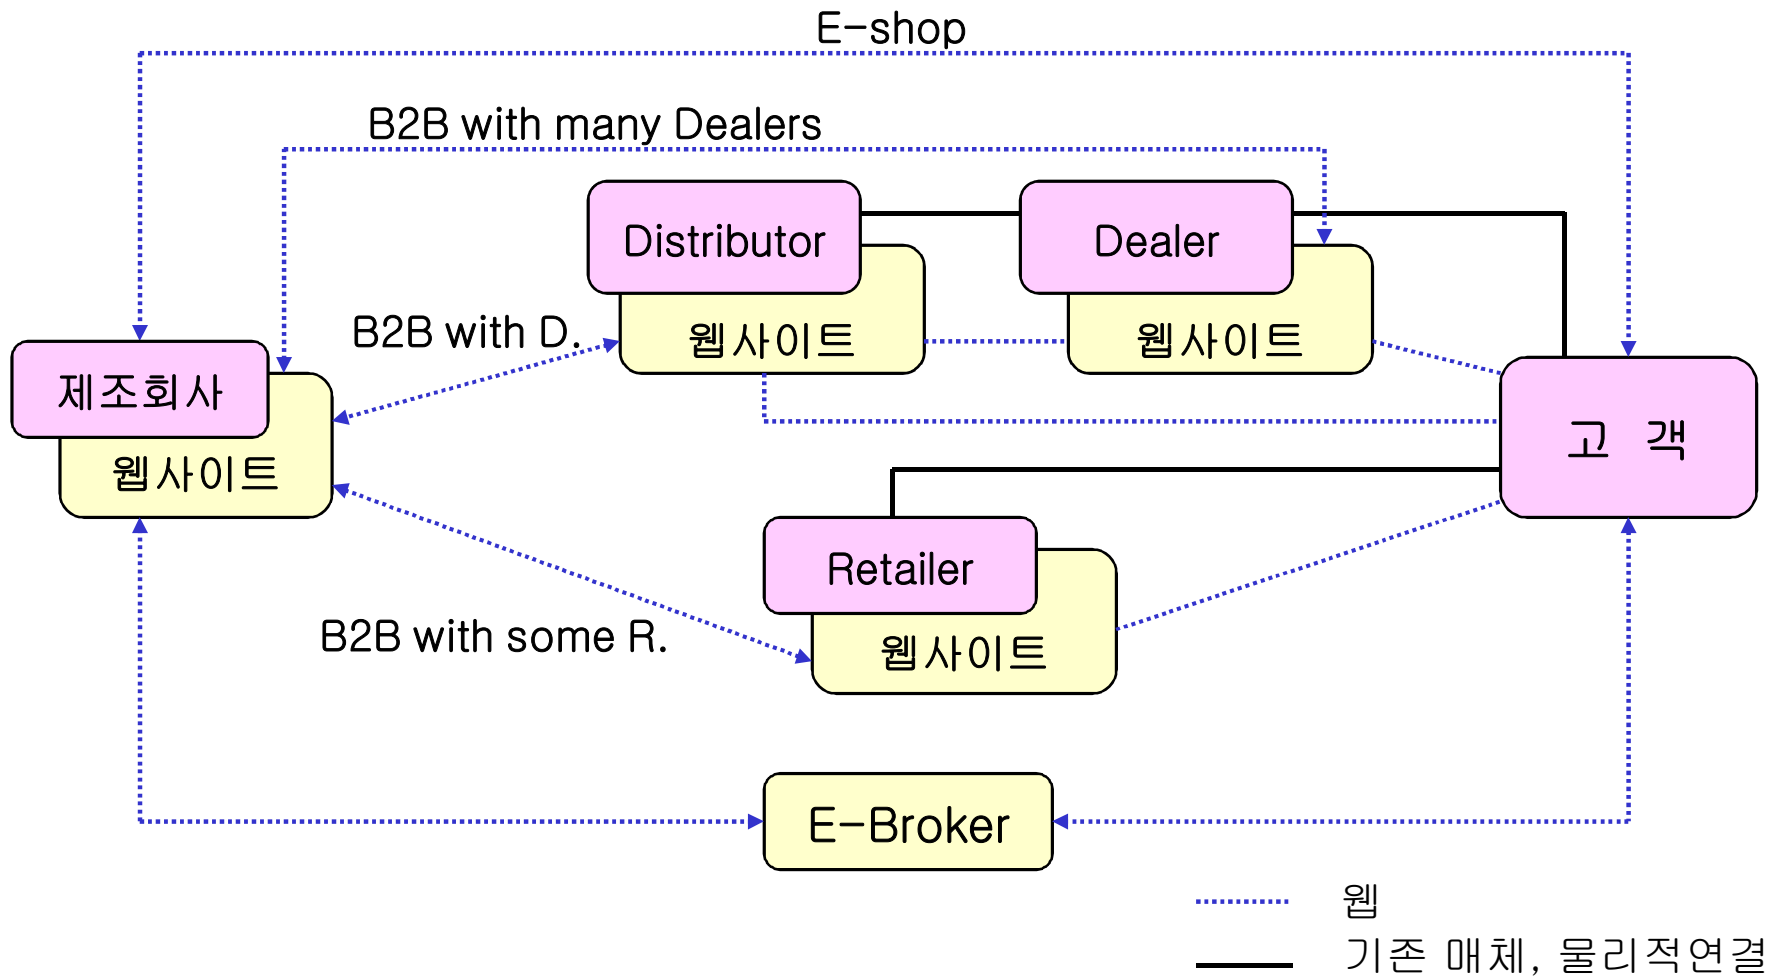 E-shop
B2B with many Dealers
Distributor
Dealer
웹사이트
웹사이트
B2B with D.
제조회사
웹사이트
고 객
Retailer
웹사이트
B2B with some R.
E-Broker
웹
기존 매체, 물리적연결